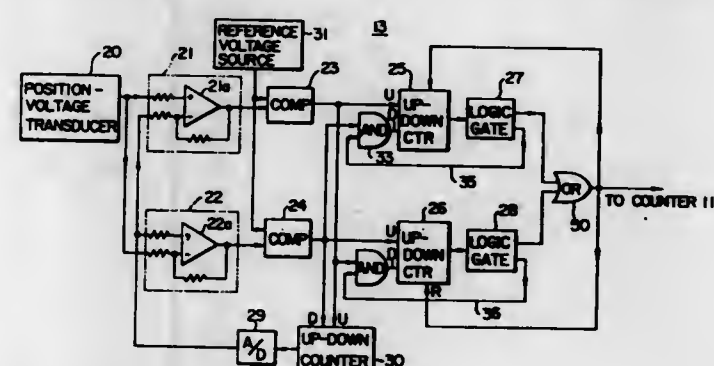 20
POSITION-
VOLTAGE
TRANSDUCER
21
21a
REFERENCE
VOLTAGE
SOURCE
31
13
23
COMP
25
U
D
UP-
DOWN
CTR
27
LOGIC
GATE
AND
33
35
OR
50
TO COUNTER 11
22
22a
24
COMP
26
U
D
UP-
DOWN
CTR
R
28
LOGIC
GATE
AND
36
29
A/D
D U
UP-DOWN
COUNTER
30